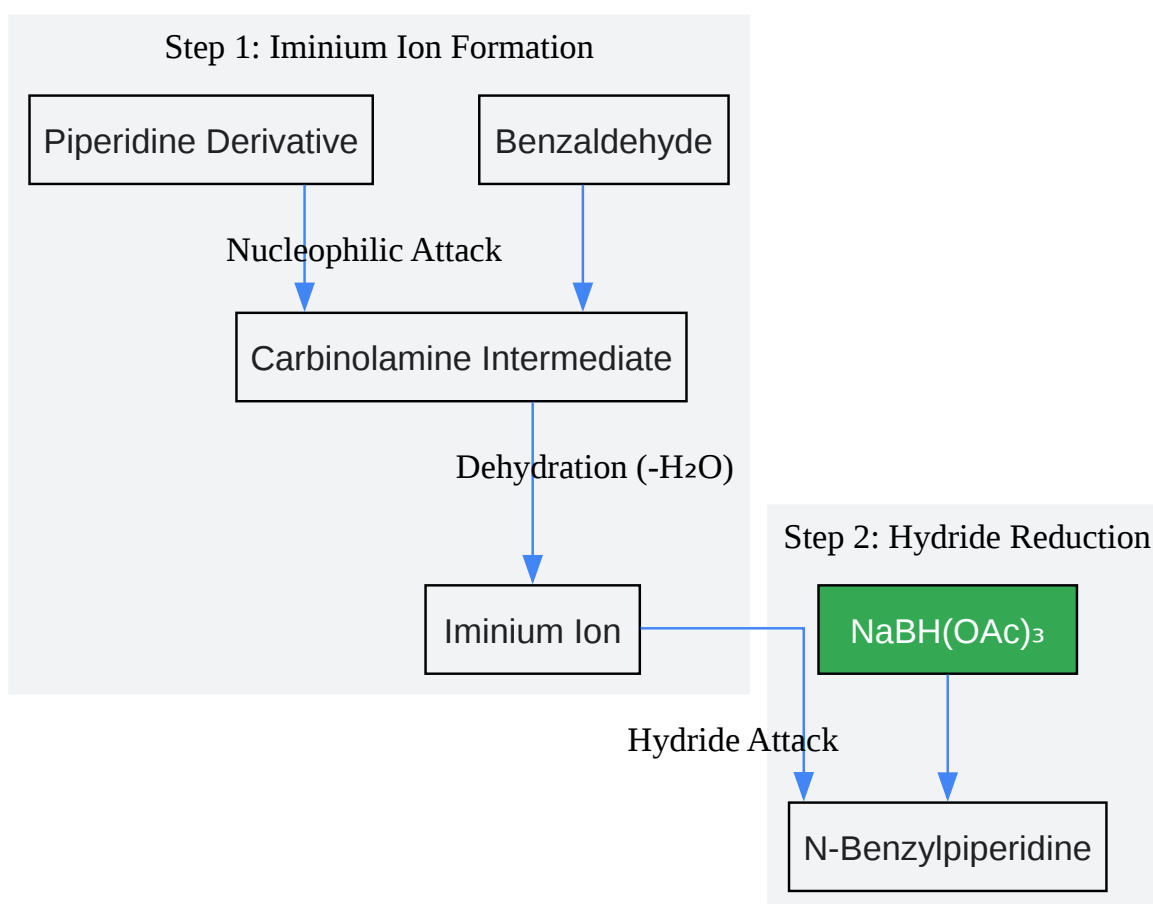 Step 1: Iminium Ion Formation
Piperidine Derivative
Benzaldehyde
Nucleophilic Attack
Carbinolamine Intermediate
Dehydration (-H₂O)
Step 2: Hydride Reduction
Iminium Ion
NaBH(OAc)₃
Hydride Attack
N-Benzylpiperidine